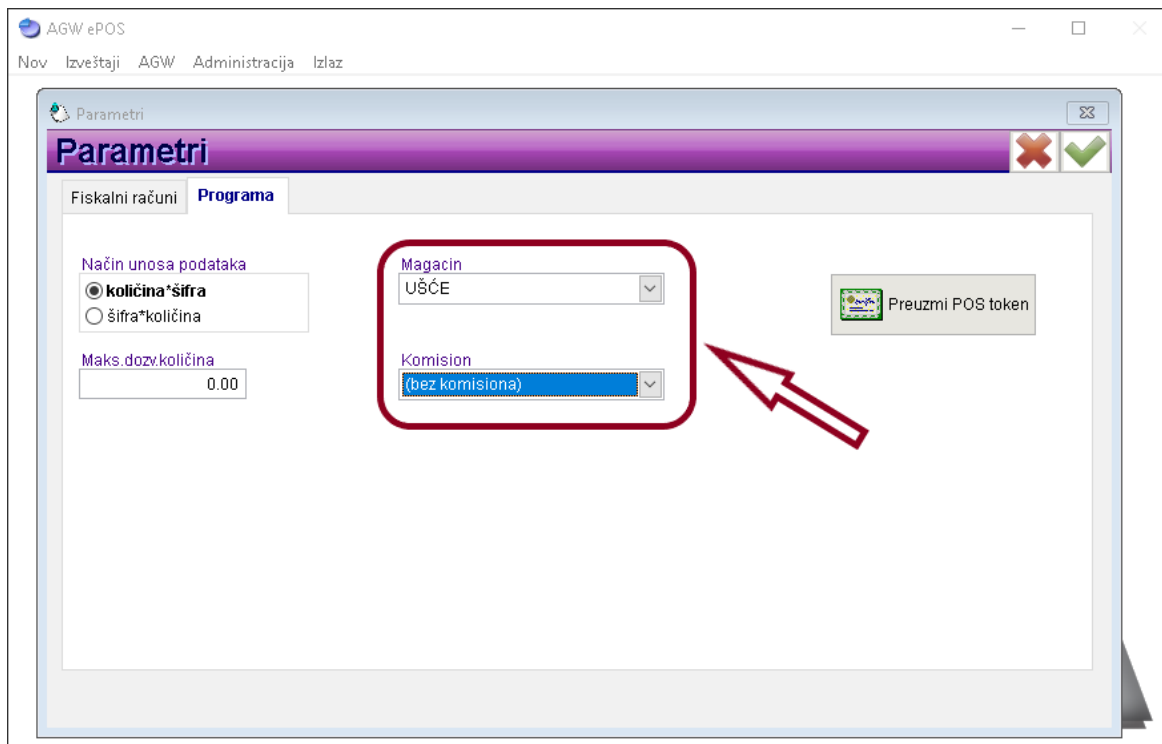 AGW ePOS
Nov Izveštaji AGW Administracija Izlaz
Parametri
Parametri
Fiskalni računi Programa
Način unosa podataka
količina*šifra
šifra*količina
Maks.dozv.količina
0.00
Magacin
UŠĆE
Komision
(bez komisiona)
Preuzmi POS token